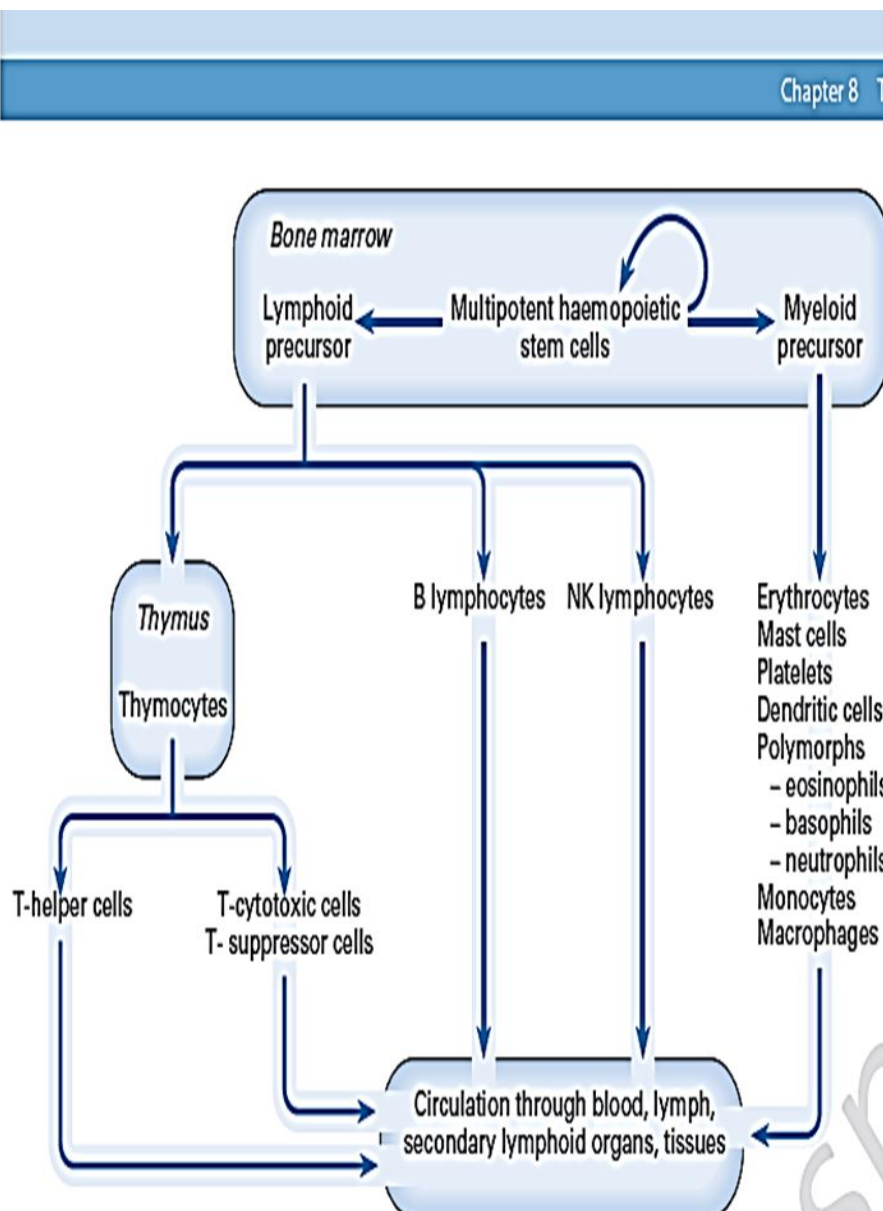 Chapter 8
Bone marrow
Lymphoid
precursor
Multipotent haemopoietic
stem cells
Myeloid
precursor
Thymus
Thymocytes
B lymphocytes
NK lymphocytes
Erythrocytes
Mast cells
Platelets
Dendritic cells
Polymorphs
– eosinophils
– basophils
– neutrophils
Monocytes
Macrophages
T-helper cells
T-cytotoxic cells
T- suppressor cells
Circulation through blood, lymph,
secondary lymphoid organs, tissues